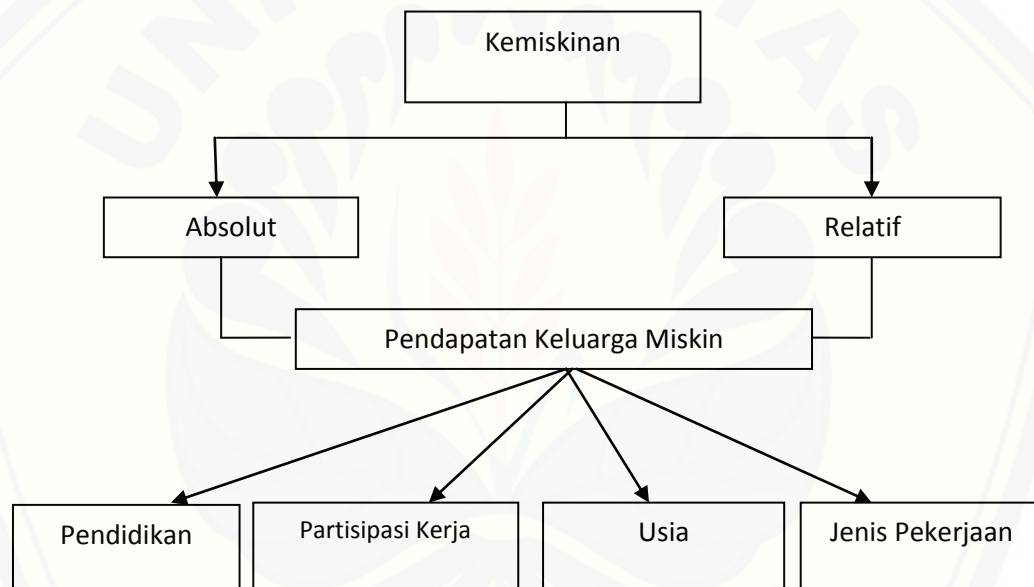 Kemiskinan
Absolut
Relatif
Pendapatan Keluarga Miskin
Pendidikan
Partisipasi Kerja
Usia
Jenis Pekerjaan